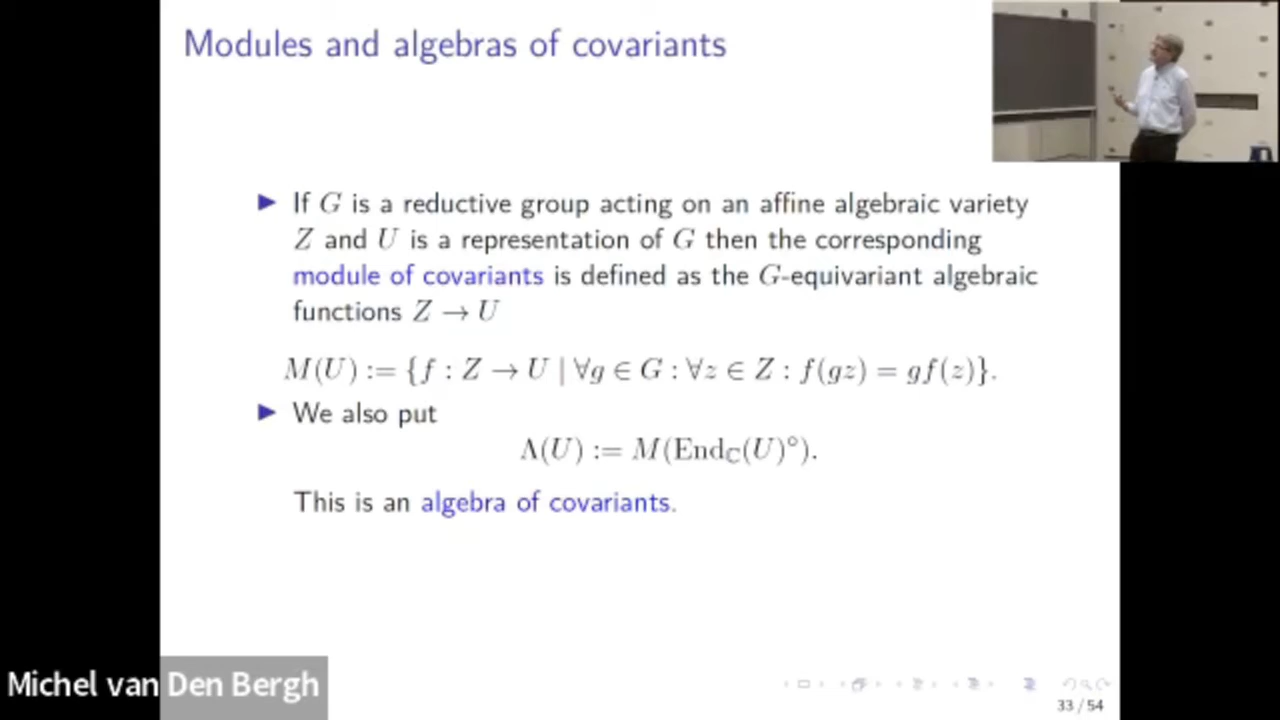 Modules and algebras of covariants
► If G is a reductive group acting on an affine algebraic variety
Z and U is a representation of G then the corresponding
module of covariants is defined as the G-equivariant algebraic
functions Z → U
M(U) := {f : Z → U | ∀g ∈ G : ∀z ∈ Z : f(gz) = gf(z)}.
► We also put
Λ(U) := M(End_ℂ(U)°).
This is an algebra of covariants.
Michel van Den Bergh
33 / 54